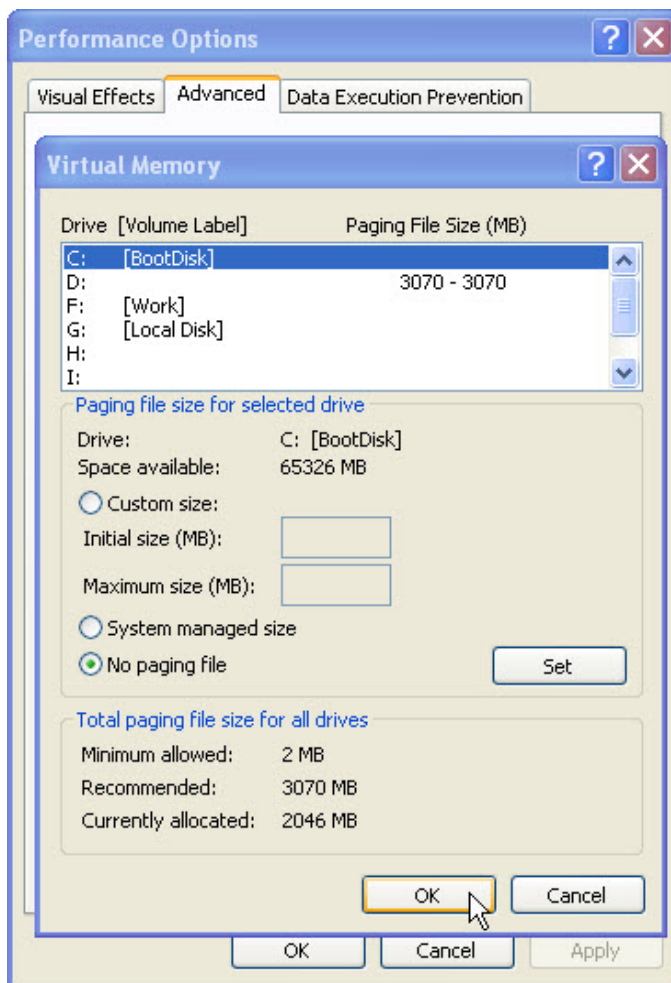 Performance Options
Visual Effects Advanced Data Execution Prevention
Virtual Memory
Drive [Volume Label] Paging File Size (MB)
C: [BootDisk]
D: 3070 - 3070
F: [Work]
G: [Local Disk]
H:
I:
Paging file size for selected drive
Drive: C: [BootDisk]
Space available: 65326 MB
Custom size:
Initial size (MB):
Maximum size (MB):
System managed size
No paging file Set
Total paging file size for all drives
Minimum allowed: 2 MB
Recommended: 3070 MB
Currently allocated: 2046 MB
OK Cancel
OK Cancel Apply